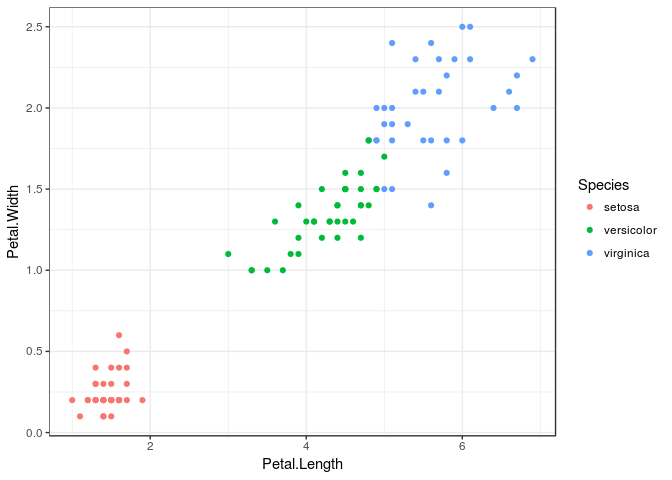 2.5
2.0
1.5
1.0
0.5
0.0
Petal.Width
2 4 6
Petal.Length
Species
setosa
versicolor
virginica